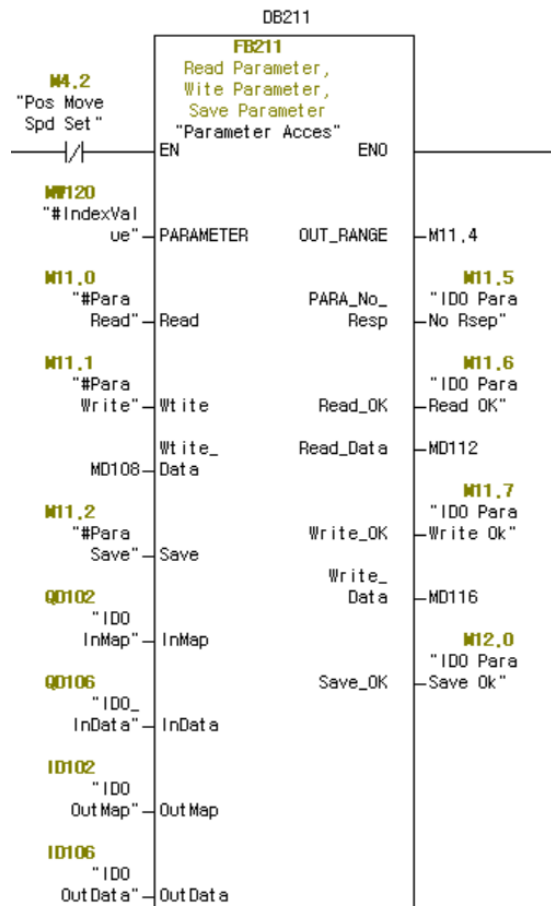 DB211
FB211
Read Parameter,
Wite Parameter,
Save Parameter
"Parameter Acces"
M4.2
"Pos Move
Spd Set"
EN
ENO
MW120
"#IndexVal
ue"
PARAMETER
OUT_RANGE
M11.4
M11.0
"#Para
Read"
Read
PARA_No_
Resp
M11.5
"IDO Para
No Rsep"
M11.1
"#Para
Write"
Wtite
Read_OK
M11.6
"IDO Para
Read OK"
MD108
Wtite_
Data
Read_Data
MD112
M11.2
"#Para
Save"
Save
Write_OK
M11.7
"IDO Para
Write Ok"
Write_
Data
MD116
QD102
"IDO
InMap"
InMap
Save_OK
M12.0
"IDO Para
Save Ok"
QD106
"IDO_
InData"
InData
ID102
"IDO
OutMap"
OutMap
ID106
"IDO
OutData"
OutData